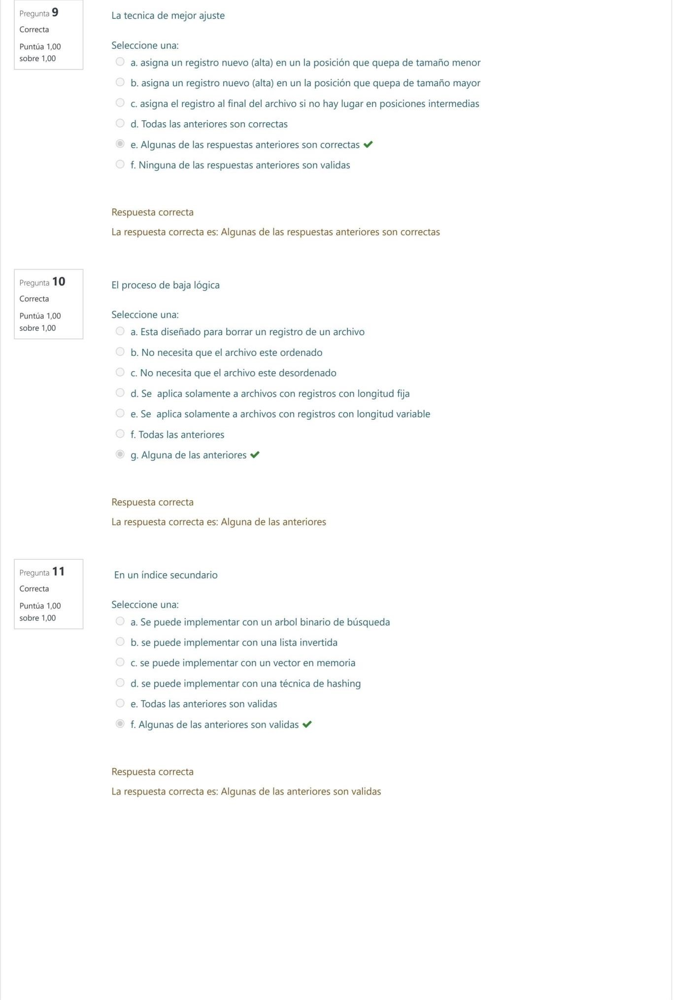 Pregunta 9
Correcta
Puntúa 1,00
sobre 1,00
La tecnica de mejor ajuste
Seleccione una:
a. asigna un registro nuevo (alta) en un la posición que quepa de tamaño menor
b. asigna un registro nuevo (alta) en un la posición que quepa de tamaño mayor
c. asigna el registro al final del archivo si no hay lugar en posiciones intermedias
d. Todas las anteriores son correctas
e. Algunas de las respuestas anteriores son correctas
f. Ninguna de las respuestas anteriores son validas
Respuesta correcta
La respuesta correcta es: Algunas de las respuestas anteriores son correctas
Pregunta 10
Correcta
Puntúa 1,00
sobre 1,00
El proceso de baja lógica
Seleccione una:
a. Esta diseñado para borrar un registro de un archivo
b. No necesita que el archivo este ordenado
c. No necesita que el archivo este desordenado
d. Se aplica solamente a archivos con registros con longitud fija
e. Se aplica solamente a archivos con registros con longitud variable
f. Todas las anteriores
g. Alguna de las anteriores
Respuesta correcta
La respuesta correcta es: Alguna de las anteriores
Pregunta 11
Correcta
Puntúa 1,00
sobre 1,00
En un índice secundario
Seleccione una:
a. Se puede implementar con un arbol binario de búsqueda
b. se puede implementar con una lista invertida
c. se puede implementar con un vector en memoria
d. se puede implementar con una técnica de hashing
e. Todas las anteriores son validas
f. Algunas de las anteriores son validas
Respuesta correcta
La respuesta correcta es: Algunas de las anteriores son validas